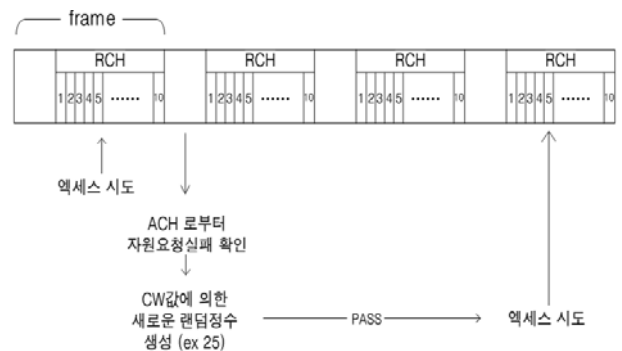 frame
RCH RCH RCH RCH
1 2 3 4 5 ...... 10 1 2 3 4 5 ...... 10 1 2 3 4 5 ...... 10 1 2 3 4 5 ...... 10
엑세스 시도
ACH 로부터
자원요청실패 확인
CW값에 의한
새로운 랜덤정수
생성 (ex 25)
PASS
엑세스 시도